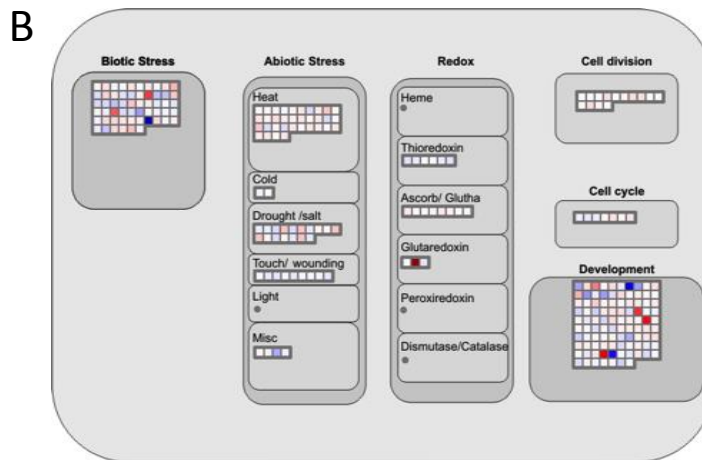 B
Biotic Stress
Abiotic Stress
Heat
Cold
Drought /salt
Touch/ wounding
Light
Misc
Redox
Heme
Thioredoxin
Ascorb/ Glutha
Glutaredoxin
Peroxiredoxin
Dismutase/Catalase
Cell division
Cell cycle
Development